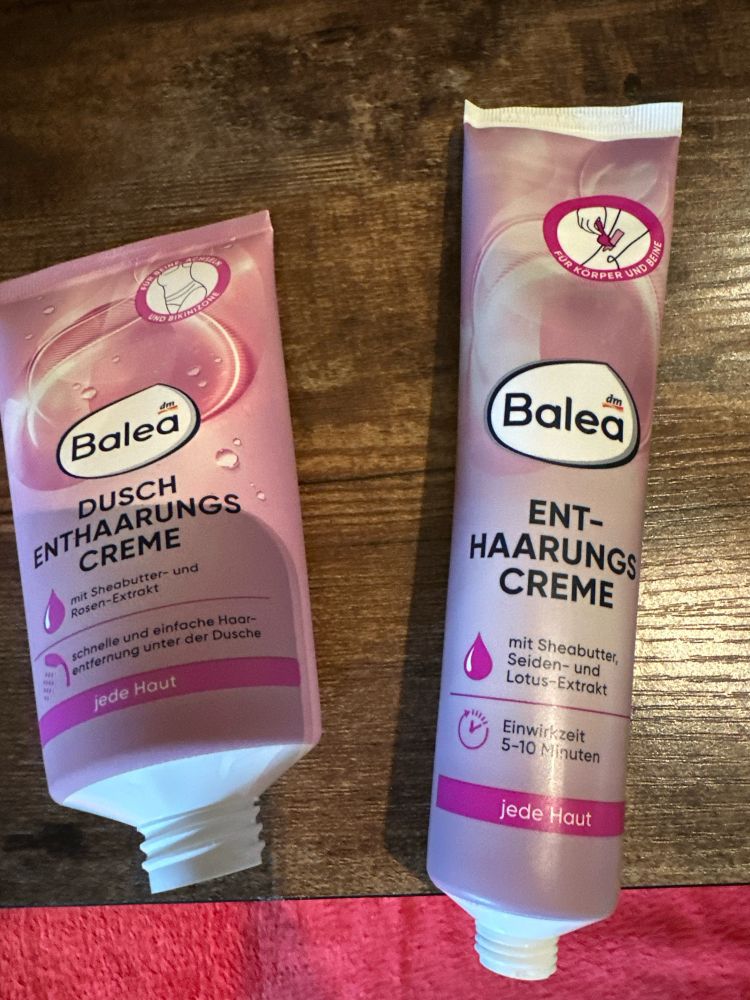 FÜR BEINE, ACHSELN
UND BIKINIZONE
dm
Balea
DUSCH
ENTHAARUNGS
CREME
mit Sheabutter- und
Rosen-Extrakt
schnelle und einfache Haar-
entfernung unter der Dusche
jede Haut
FÜR KÖRPER UND BEINE
dm
Balea
ENT-
HAARUNGS
CREME
mit Sheabutter,
Seiden- und
Lotus-Extrakt
Einwirkzeit
5-10 Minuten
jede Haut